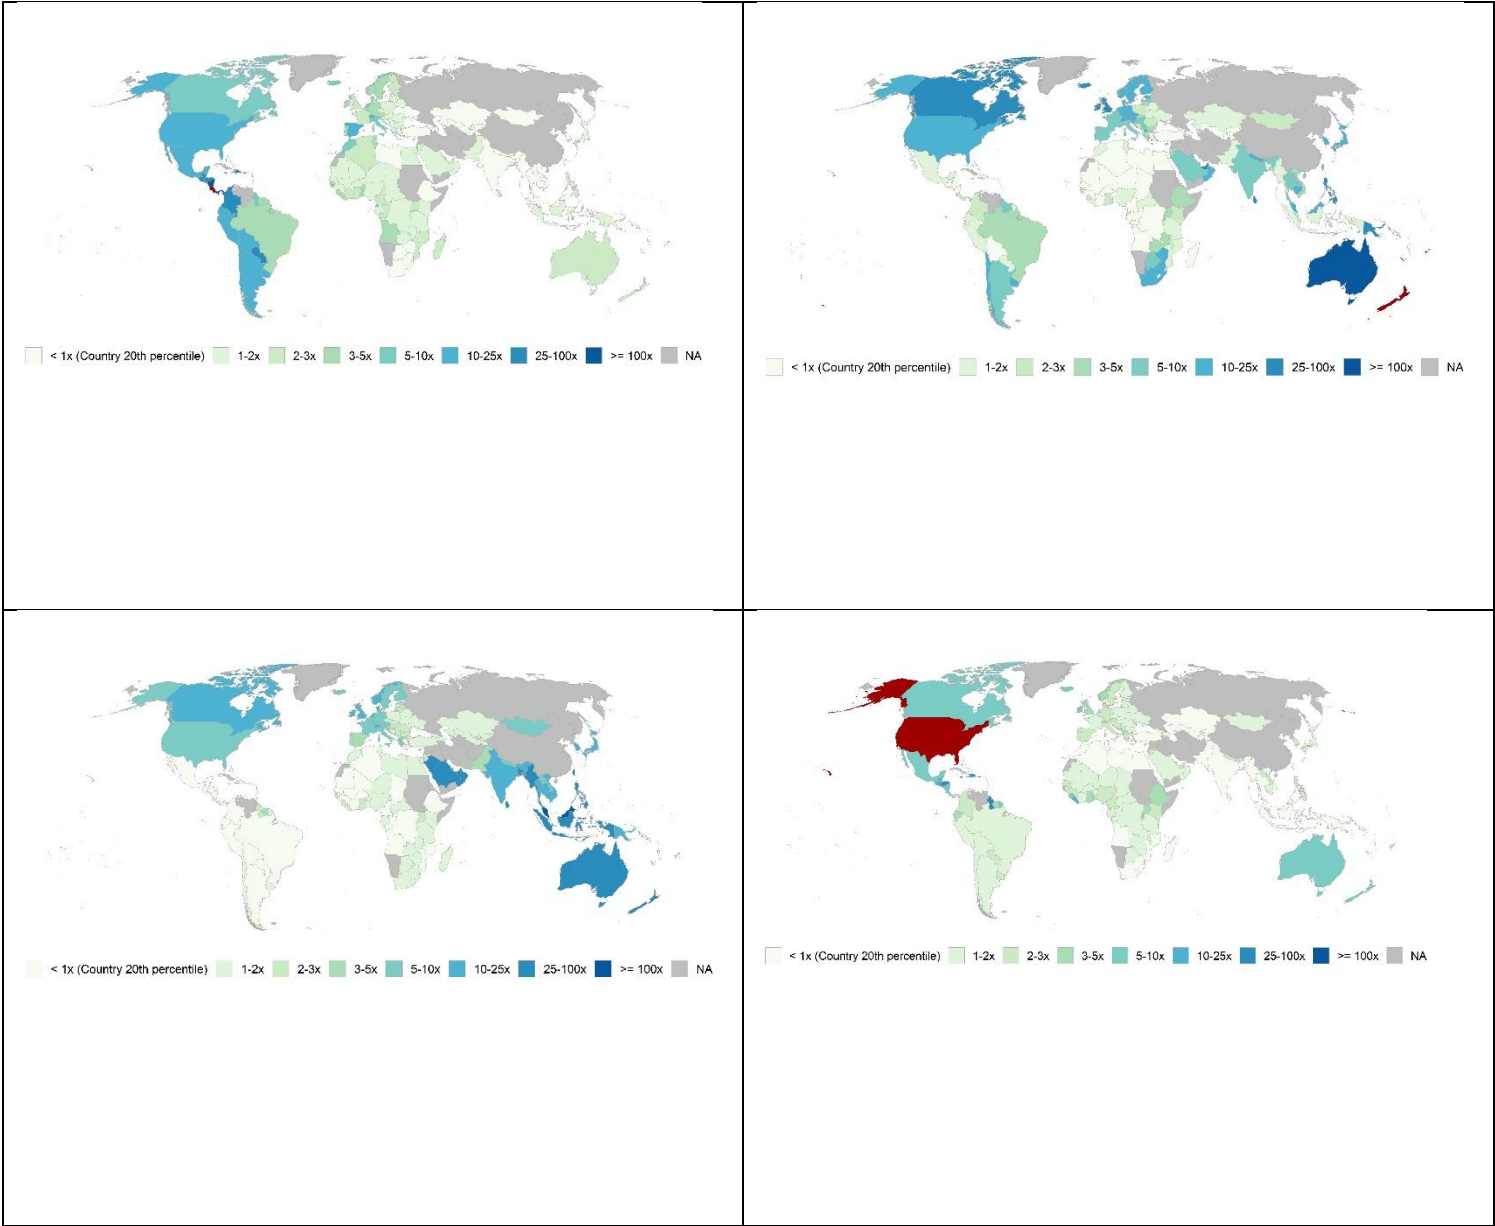 < 1x (Country 20th percentile) 1-2x 2-3x 3-5x 5-10x 10-25x 25-100x >= 100x NA
< 1x (Country 20th percentile) 1-2x 2-3x 3-5x 5-10x 10-25x 25-100x >= 100x NA
< 1x (Country 20th percentile) 1-2x 2-3x 3-5x 5-10x 10-25x 25-100x >= 100x NA
< 1x (Country 20th percentile) 1-2x 2-3x 3-5x 5-10x 10-25x 25-100x >= 100x NA